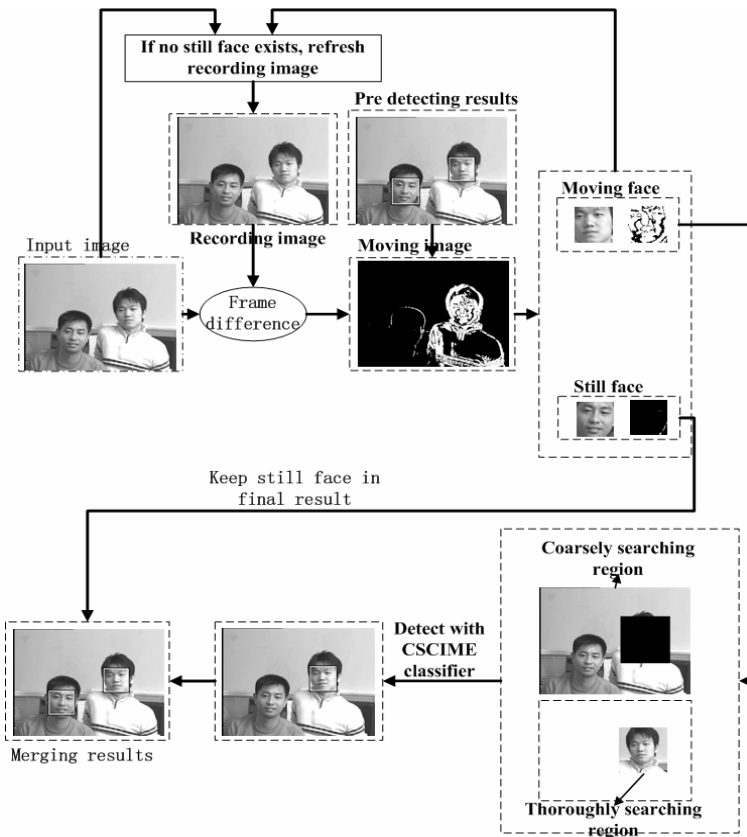 If no still face exists, refresh
recording image
Pre detecting results
Recording image
Moving image
Input image
Frame
difference
Moving face
Still face
Keep still face in
final result
Coarsely searching
region
Detect with
CSCIME
classifier
Merging results
Thoroughly searching
region